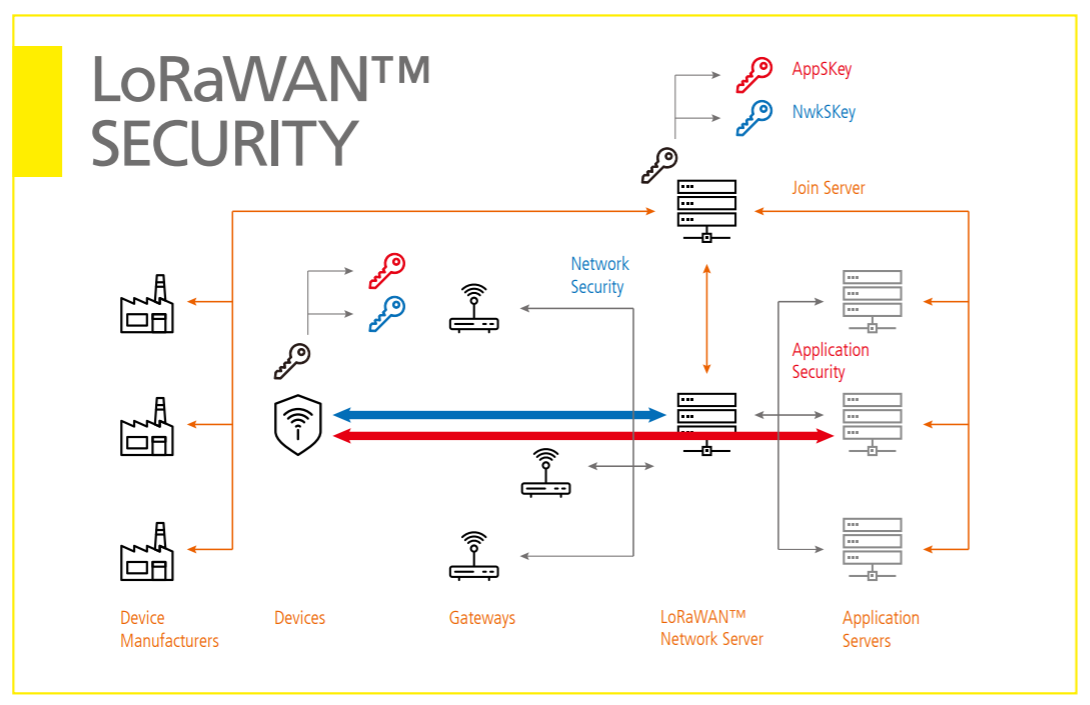 LoRaWAN™
SECURITY
AppSKey
NwkSKey
Join Server
Network
Security
Application
Security
Device
Manufacturers
Devices
Gateways
LoRaWAN™
Network Server
Application
Servers